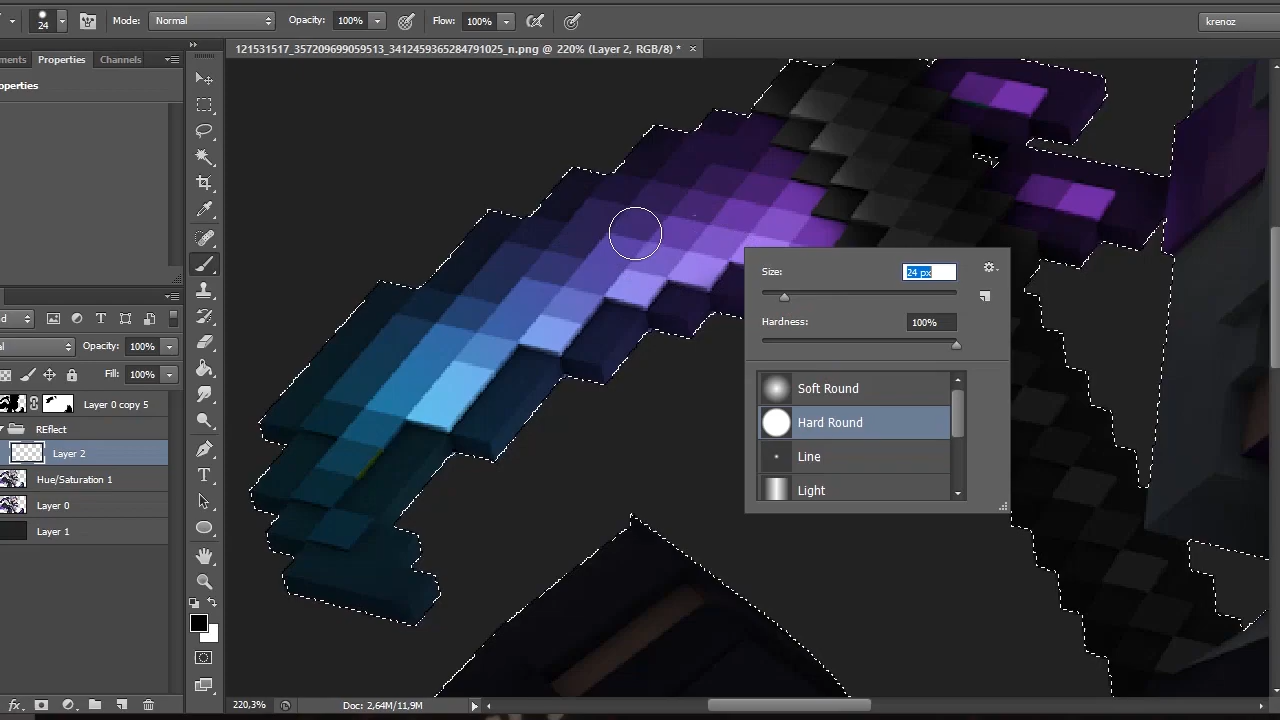 24
Mode:
Normal
Opacity:
100%
Flow:
100%
krenoz
121531517_357209699059513_3412459365284791025_n.png @ 220% (Layer 2, RGB/8) *
ments
Properties
Channels
operties
Size:
24 px
Hardness:
100%
Soft Round
Hard Round
Line
Light
d
al
Opacity:
100%
Fill:
100%
Layer 0 copy 5
REflect
Layer 2
Hue/Saturation 1
Layer 0
Layer 1
fx
220,3%
Doc: 2,64M/11,9M